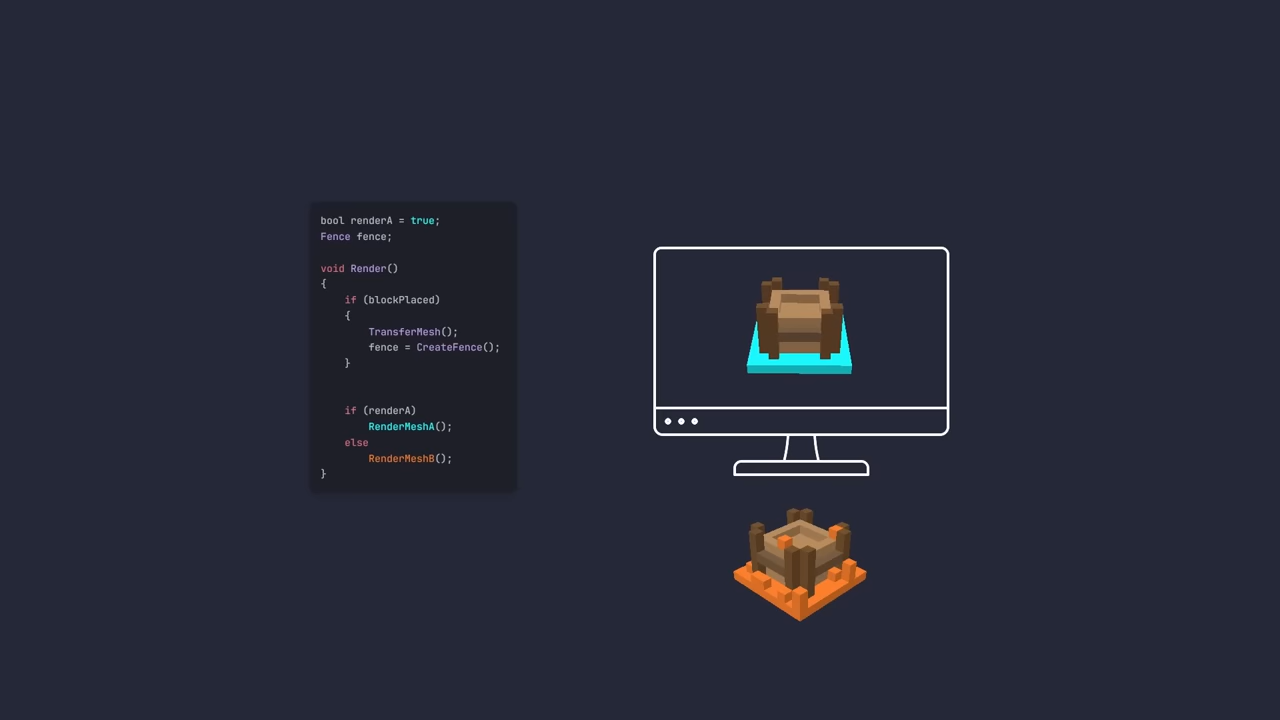 bool renderA = true;
Fence fence;
void Render()
{
if (blockPlaced)
{
TransferMesh();
fence = CreateFence();
}
if (renderA)
RenderMeshA();
else
RenderMeshB();
}